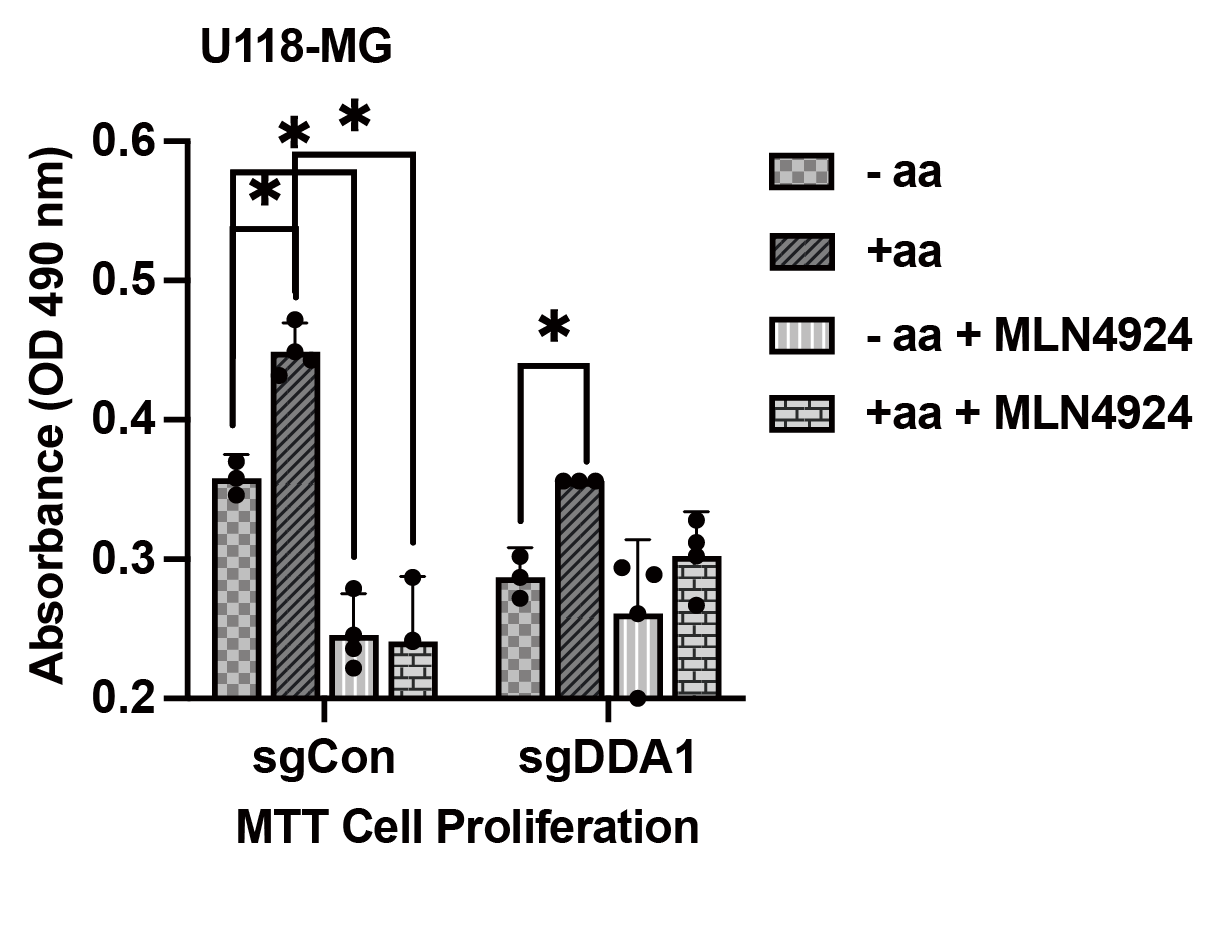 U118-MG
Absorbance (OD 490 nm)
0.6
0.5
0.4
0.3
0.2
*
*
*
*
sgCon
sgDDA1
MTT Cell Proliferation
- aa
+aa
- aa + MLN4924
+aa + MLN4924